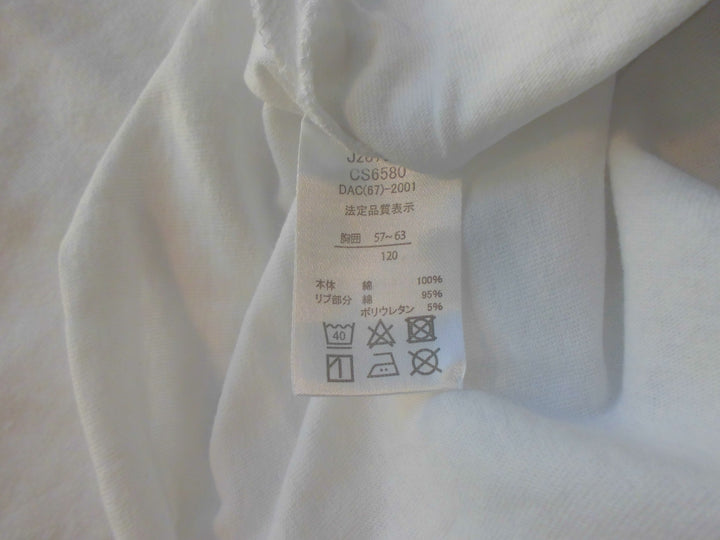 CS6580
DAC(67)-2001
法定品質表示
胸囲 57~63
120
本体 綿 100%
リブ部分 綿 95%
ポリウレタン 5%
40